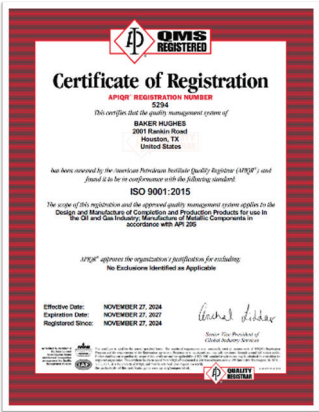 QMS
REGISTERED
Certificate of Registration
APIQR® REGISTRATION NUMBER
5294
This certifies that the quality management system of
BAKER HUGHES
2001 Rankin Road
Houston, TX
United States
has been assessed by the American Petroleum Institute Quality Registrar (APIQR®) and
found it to be in conformance with the following standard:
ISO 9001:2015
The scope of this registration and the approved quality management system applies to the
Design and Manufacture of Completion and Production Products for use in
the Oil and Gas Industry; Manufacture of Metallic Components in
accordance with API 20S
APIQR® approves the organization's justification for excluding:
No Exclusions Identified as Applicable
Effective Date: NOVEMBER 27, 2024
Expiration Date: NOVEMBER 27, 2027
Registered Since: NOVEMBER 27, 2024
Senior Vice President of
Global Industry Services
QUALITY
REGISTRAR